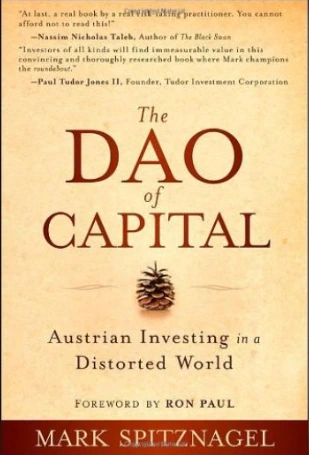 "At last, a real book by a real risk-taking practitioner. You cannot
afford not to read this!"
—Nassim Nicholas Taleb, Author of The Black Swan
"Investors of all kinds will find immeasurable value in this
convincing and thoroughly researched book where Mark champions
the roundabout."
—Paul Tudor Jones II, Founder, Tudor Investment Corporation
The
DAO
of
CAPITAL
Austrian Investing in a
Distorted World
FOREWORD BY RON PAUL
MARK SPITZNAGEL